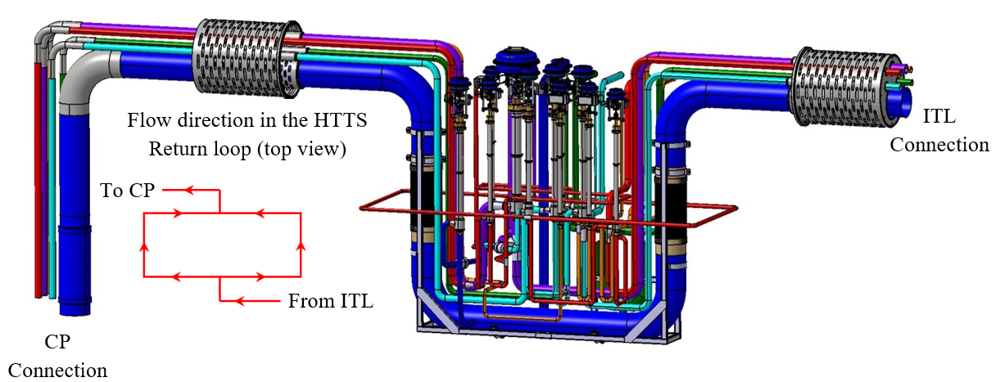 Flow direction in the HTTS
Return loop (top view)
To CP
From ITL
CP
Connection
ITL
Connection